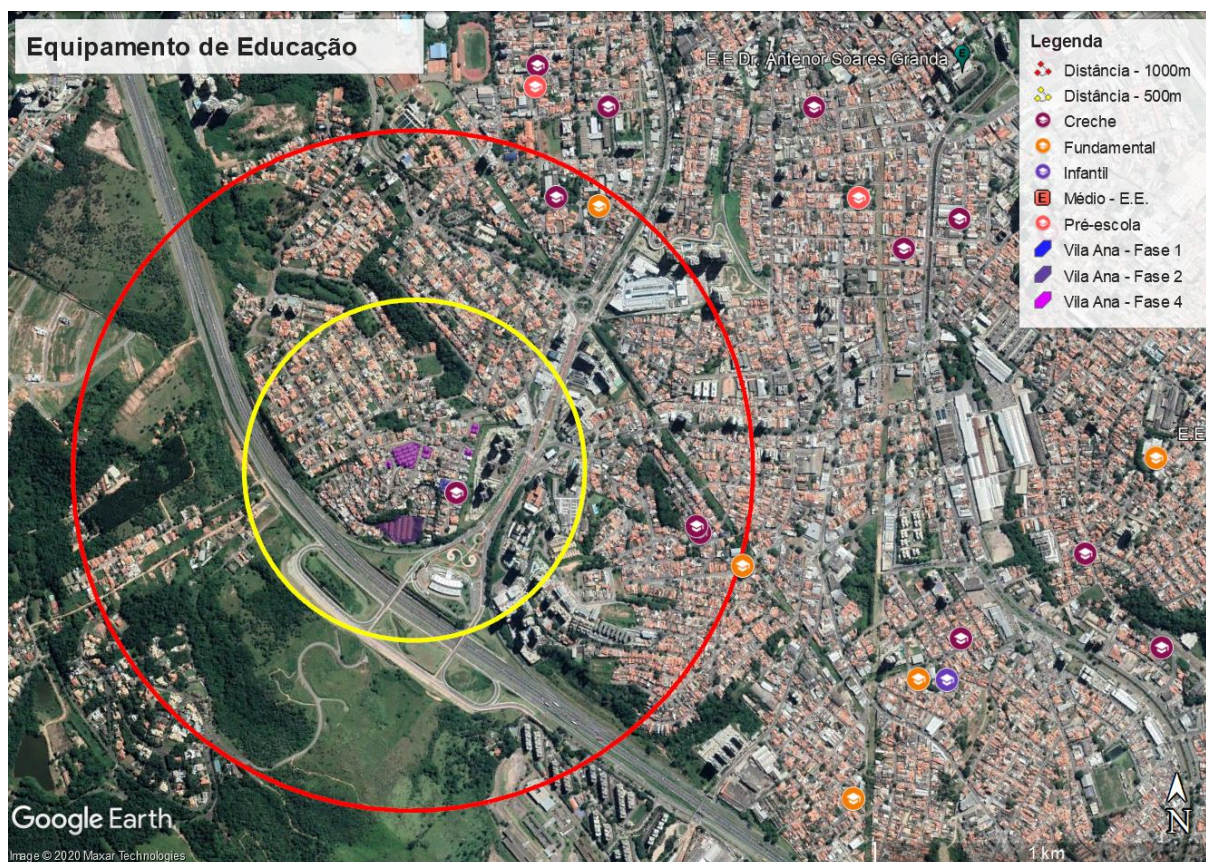 Equipamento de Educação
E.E Dr. Antenor Soares Granda
E
Legenda
Distância - 1000m
Distância - 500m
Creche
Fundamental
Infantil
E Médio - E.E.
Pré-escola
Vila Ana - Fase 1
Vila Ana - Fase 2
Vila Ana - Fase 4
E.E
Google Earth
N
Image © 2020 Maxar Technologies
1 km